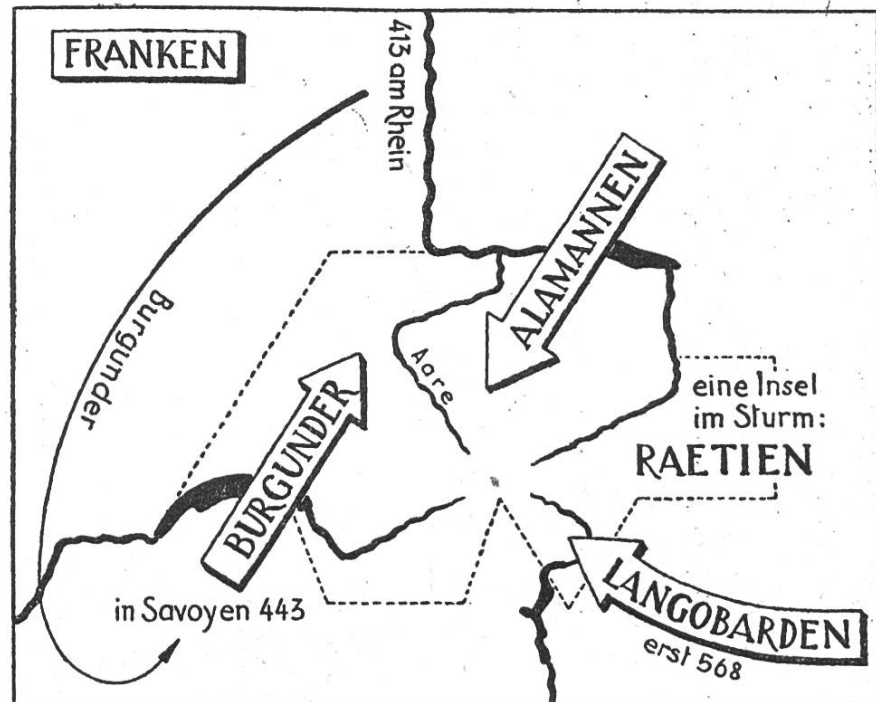 FRANKEN
413 am Rhein
Burgunder
ALAMANNEN
Aare
eine Insel
im Sturm:
RAETIEN
BURGUNDER
in Savoyen 443
LANGOBARDEN
erst 568